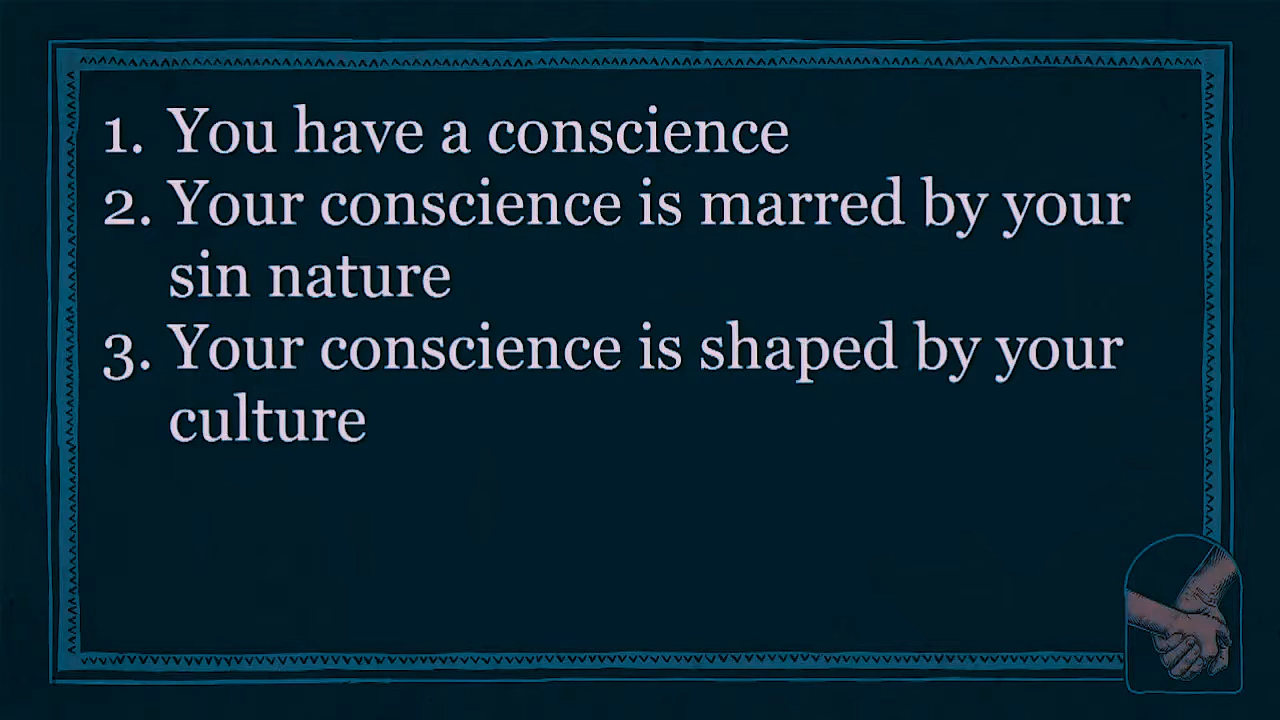 1. You have a conscience
2. Your conscience is marred by your
sin nature
3. Your conscience is shaped by your
culture